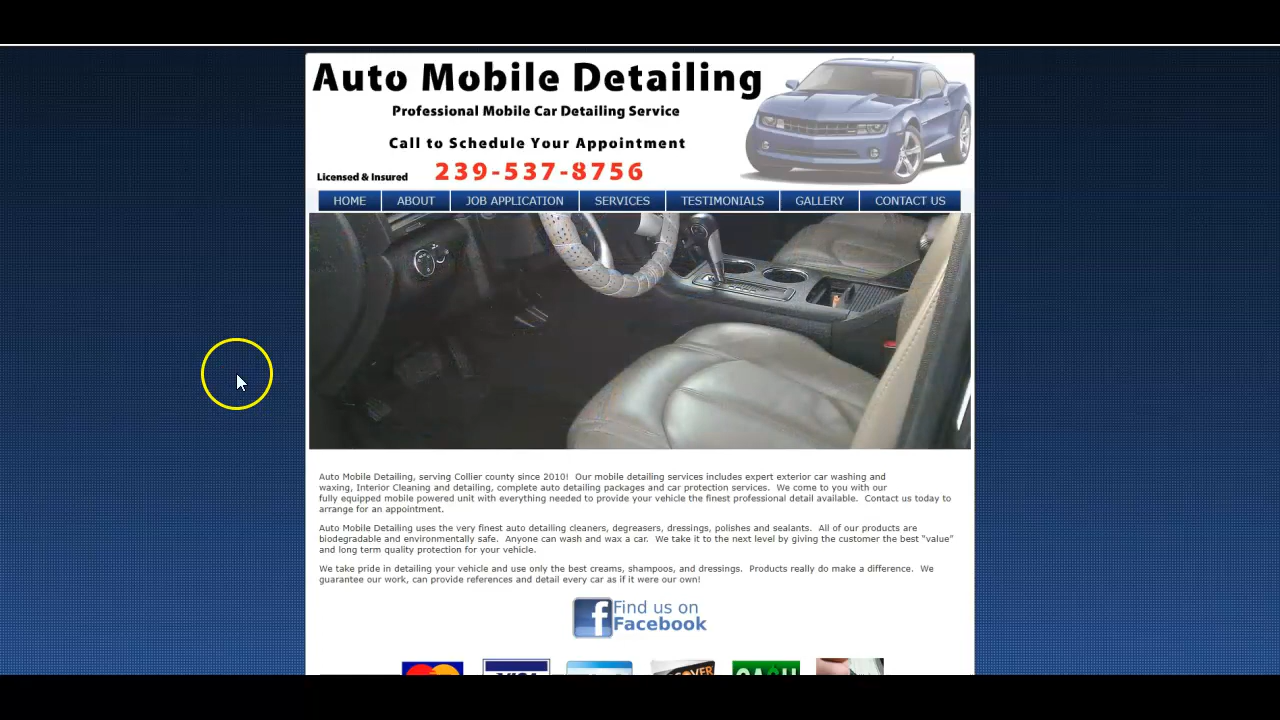 Auto Mobile Detailing
Professional Mobile Car Detailing Service
Call to Schedule Your Appointment
Licensed & Insured 239-537-8756
HOME ABOUT JOB APPLICATION SERVICES TESTIMONIALS GALLERY CONTACT US
Auto Mobile Detailing, serving Collier county since 2010! Our mobile detailing services includes expert exterior car washing and
waxing, Interior Cleaning and detailing, complete auto detailing packages and car protection services. We come to you with our
fully equipped mobile powered unit with everything needed to provide your vehicle the finest professional detail available. Contact us today to
arrange for an appointment.
Auto Mobile Detailing uses the very finest auto detailing cleaners, degreasers, dressings, polishes and sealants. All of our products are
biodegradable and environmentally safe. Anyone can wash and wax a car. We take it to the next level by giving the customer the best “value”
and long term quality protection for your vehicle.
We take pride in detailing your vehicle and use only the best creams, shampoos, and dressings. Products really do make a difference. We
guarantee our work, can provide references and detail every car as if it were our own!
Find us on
Facebook